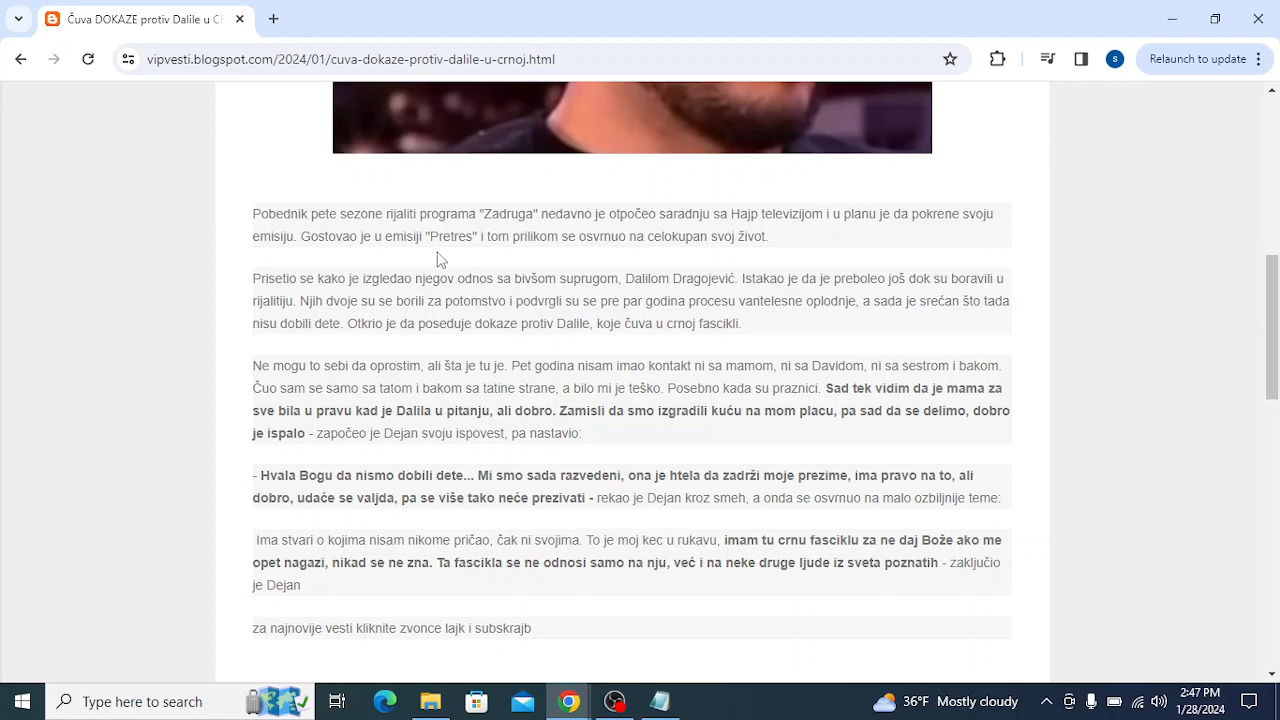 Čuva DOKAZE protiv Dalile u CR
vipvesti.blogspot.com/2024/01/cuva-dokaze-protiv-dalile-u-crnoj.html
S
Relaunch to update
Pobednik pete sezone rijaliti programa "Zadruga" nedavno je otpočeo saradnju sa Hajp televizijom i u planu je da pokrene svoju
emisiju. Gostovao je u emisiji "Pretres" i tom prilikom se osvrnuo na celokupan svoj život.
Prisetio se kako je izgledao njegov odnos sa bivšom suprugom, Dalilom Dragojević. Istakao je da je preboleo još dok su boravili u
rijalitiju. Njih dvoje su se borili za potomstvo i podvrgli su se pre par godina procesu vantelesne oplodnje, a sada je srećan što tada
nisu dobili dete. Otkrio je da poseduje dokaze protiv Dalile, koje čuva u crnoj fascikli.
Ne mogu to sebi da oprostim, ali šta je tu je. Pet godina nisam imao kontakt ni sa mamom, ni sa Davidom, ni sa sestrom i bakom.
Čuo sam se samo sa tatom i bakom sa tatine strane, a bilo mi je teško. Posebno kada su praznici. Sad tek vidim da je mama za
sve bila u pravu kad je Dalila u pitanju, ali dobro. Zamisli da smo izgradili kuću na mom placu, pa sad da se delimo, dobro
je ispalo - započeo je Dejan svoju ispovest, pa nastavio:
- Hvala Bogu da nismo dobili dete... Mi smo sada razvedeni, ona je htela da zadrži moje prezime, ima pravo na to, ali
dobro, udaće se valjda, pa se više tako neće prezivati - rekao je Dejan kroz smeh, a onda se osvrnuo na malo ozbiljnije teme:
Ima stvari o kojima nisam nikome pričao, čak ni svojima. To je moj kec u rukavu, imam tu crnu fasciklu za ne daj Bože ako me
opet nagazi, nikad se ne zna. Ta fascikla se ne odnosi samo na nju, već i na neke druge ljude iz sveta poznatih - zaključio
je Dejan
za najnovije vesti kliknite zvonce lajk i subskrajb
Type here to search
36°F Mostly cloudy
2:47 PM
1/28/2024